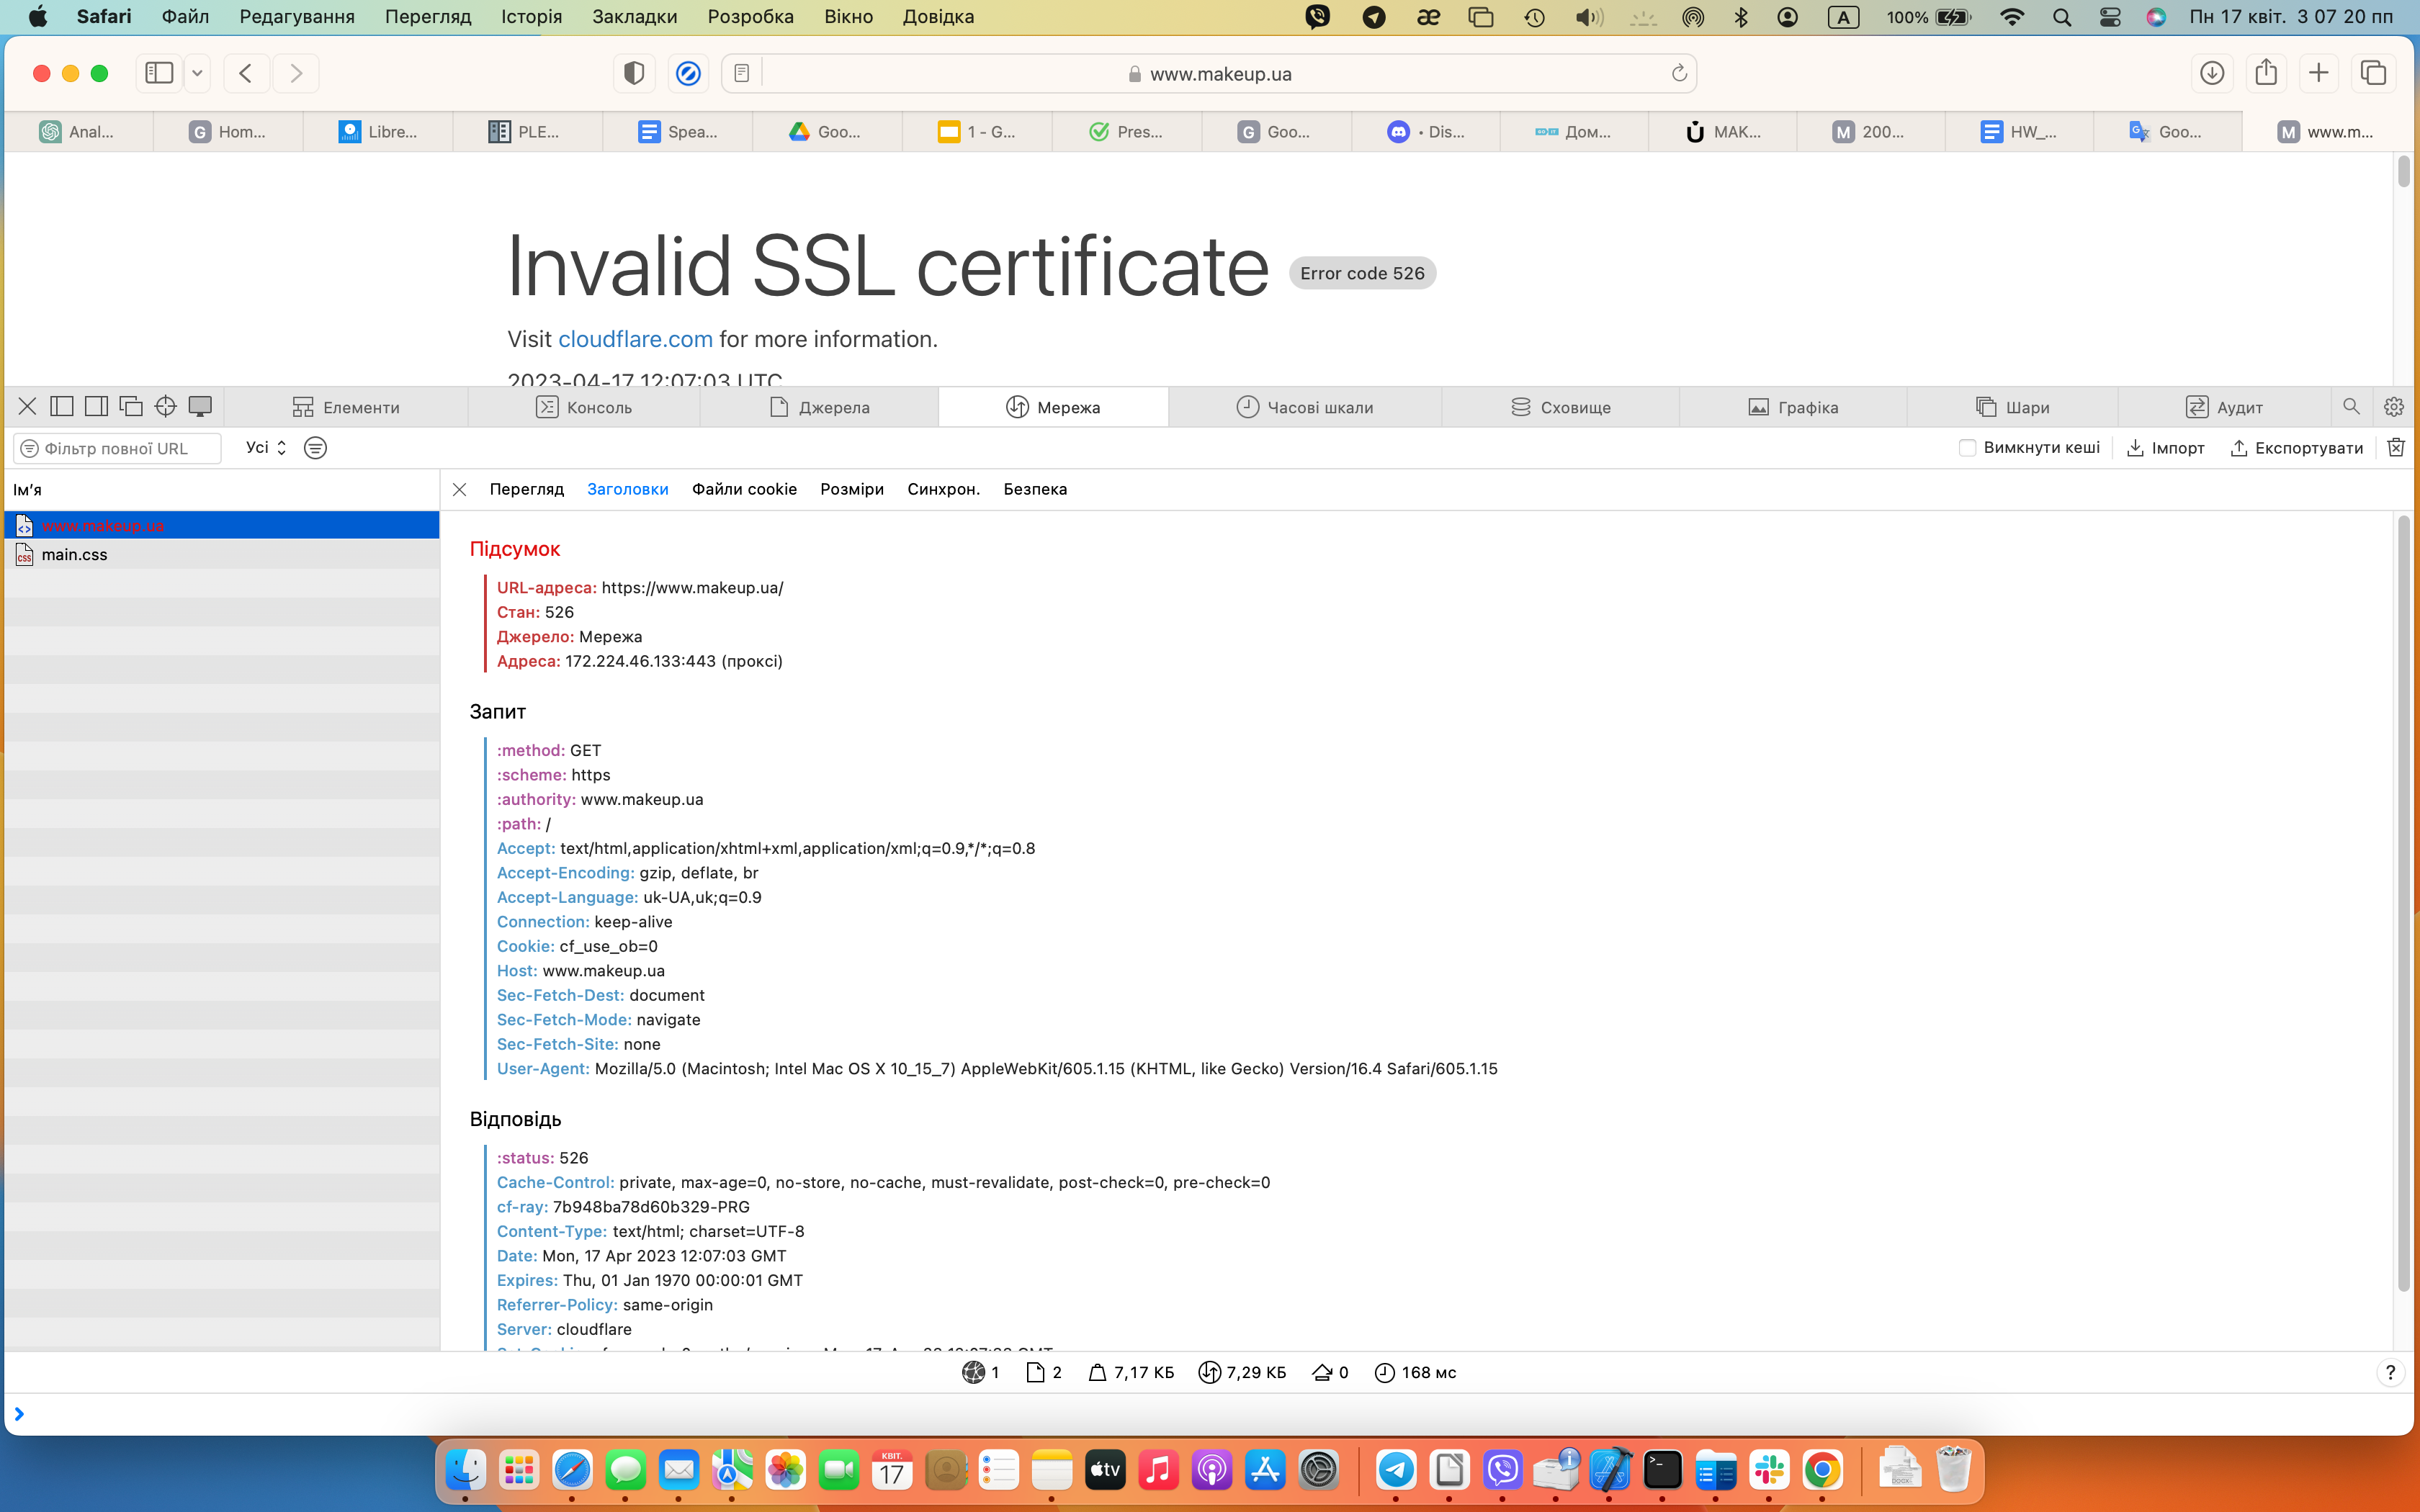 Safari Файл Редагування Перегляд Історія Закладки Розробка Вікно Довідка A 100% Пн 17 квіт. 3 07 20 пп
www.makeup.ua
Anal... G Hom... Libre... PLE... Spea... Goo... 1 - G... Pres... G Goo... • Dis... Дом... MAK... M 200... HW_... Goo... M www.m...
Invalid SSL certificate Error code 526
Visit cloudflare.com for more information.
2023-04-17 12:07:03 UTC
Елементи Консоль Джерела Мережа Часові шкали Сховище Графіка Шари Аудит
Фільтр повної URL Усі Вимкнути кеші Імпорт Експортувати
Ім’я Перегляд Заголовки Файли cookie Розміри Синхрон. Безпека
www.makeup.ua
main.css
Підсумок
URL-адреса: https://www.makeup.ua/
Стан: 526
Джерело: Мережа
Адреса: 172.224.46.133:443 (проксі)
Запит
:method: GET
:scheme: https
:authority: www.makeup.ua
:path: /
Accept: text/html,application/xhtml+xml,application/xml;q=0.9,*/*;q=0.8
Accept-Encoding: gzip, deflate, br
Accept-Language: uk-UA,uk;q=0.9
Connection: keep-alive
Cookie: cf_use_ob=0
Host: www.makeup.ua
Sec-Fetch-Dest: document
Sec-Fetch-Mode: navigate
Sec-Fetch-Site: none
User-Agent: Mozilla/5.0 (Macintosh; Intel Mac OS X 10_15_7) AppleWebKit/605.1.15 (KHTML, like Gecko) Version/16.4 Safari/605.1.15
Відповідь
:status: 526
Cache-Control: private, max-age=0, no-store, no-cache, must-revalidate, post-check=0, pre-check=0
cf-ray: 7b948ba78d60b329-PRG
Content-Type: text/html; charset=UTF-8
Date: Mon, 17 Apr 2023 12:07:03 GMT
Expires: Thu, 01 Jan 1970 00:00:01 GMT
Referrer-Policy: same-origin
Server: cloudflare
1 2 7,17 КБ 7,29 КБ 0 168 мс ?
КВІТ.
17
tv